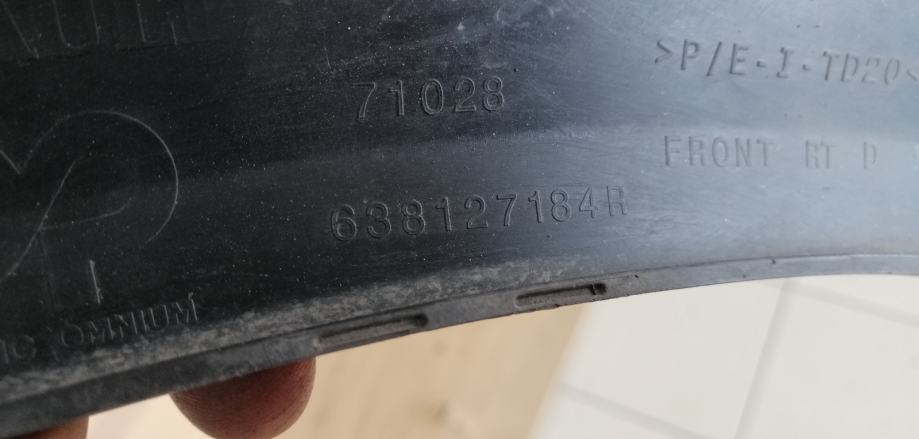 >P/E-I-TD20<
71028
FRONT RT D
638127184R
OMNIUM